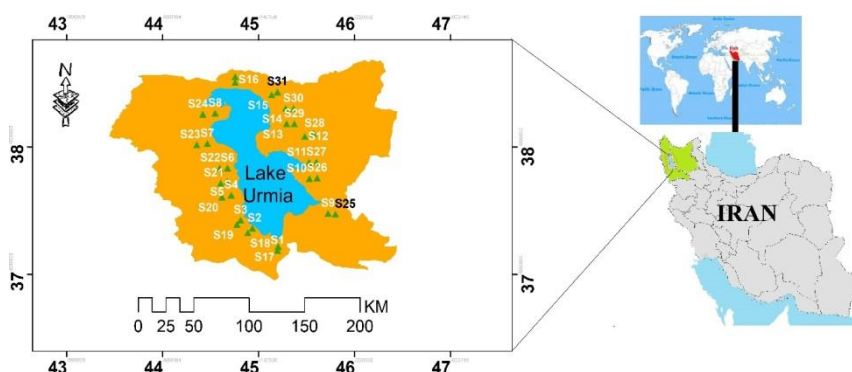 43 44 45 46 47
N
S16
S31
S15
S30
S24 S8
S29
S14
S28
S23 S7
S13
S12
S11 S27
S22 S6
S10 S26
S21
S4
Lake
Urmia
S5
S20
S3
S2
S9 S25
S19
S18 S1
S17
38
37
38
37
KM
0 25 50 100 150 200
43 44 45 46 47
IRAN